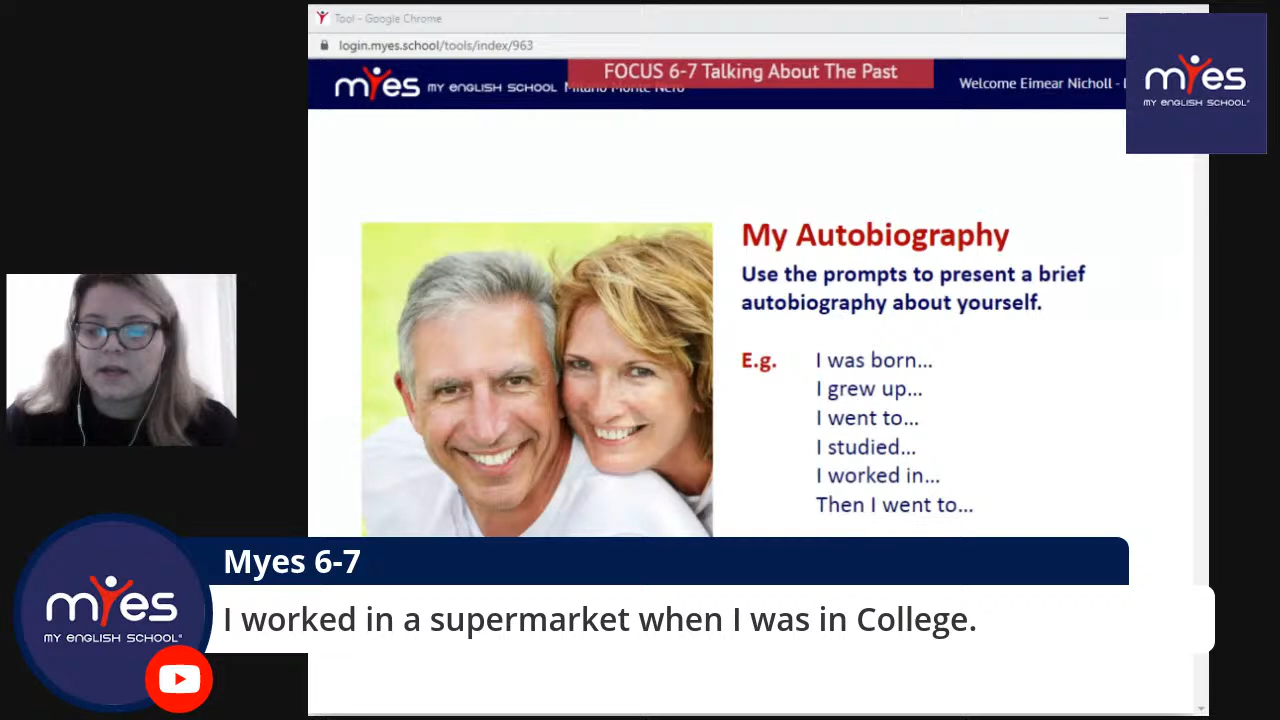 Tool - Google Chrome
login.myes.school/tools/index/963
FOCUS 6-7 Talking About The Past
myes MY ENGLISH SCHOOL Milano Monte Nero
Welcome Eimear Nicholl -
myes
MY ENGLISH SCHOOL
My Autobiography
Use the prompts to present a brief
autobiography about yourself.
E.g. I was born...
I grew up...
I went to...
I studied...
I worked in...
Then I went to...
Myes 6-7
I worked in a supermarket when I was in College.
myes
MY ENGLISH SCHOOL